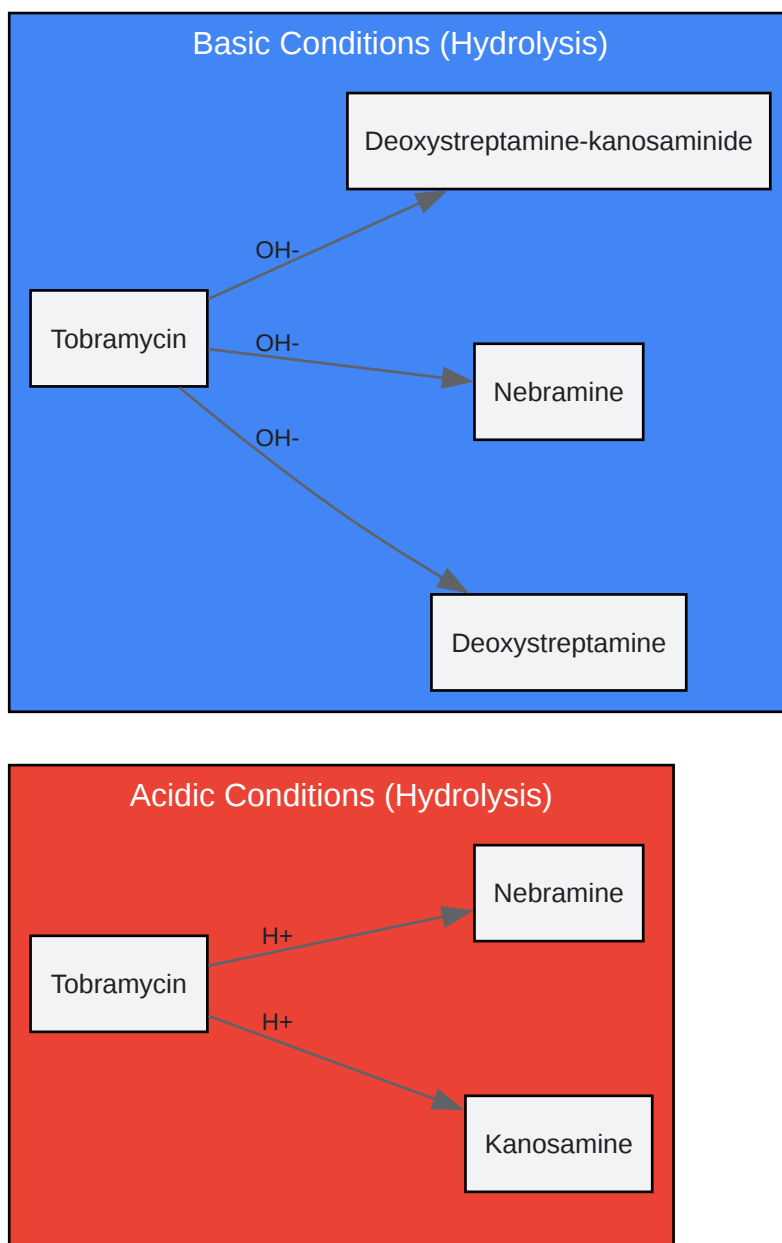 Basic Conditions (Hydrolysis)
Deoxystreptamine-kanosaminide
OH-
Tobramycin
OH-
Nebramine
OH-
Deoxystreptamine
Acidic Conditions (Hydrolysis)
Nebramine
H+
Tobramycin
H+
Kanosamine